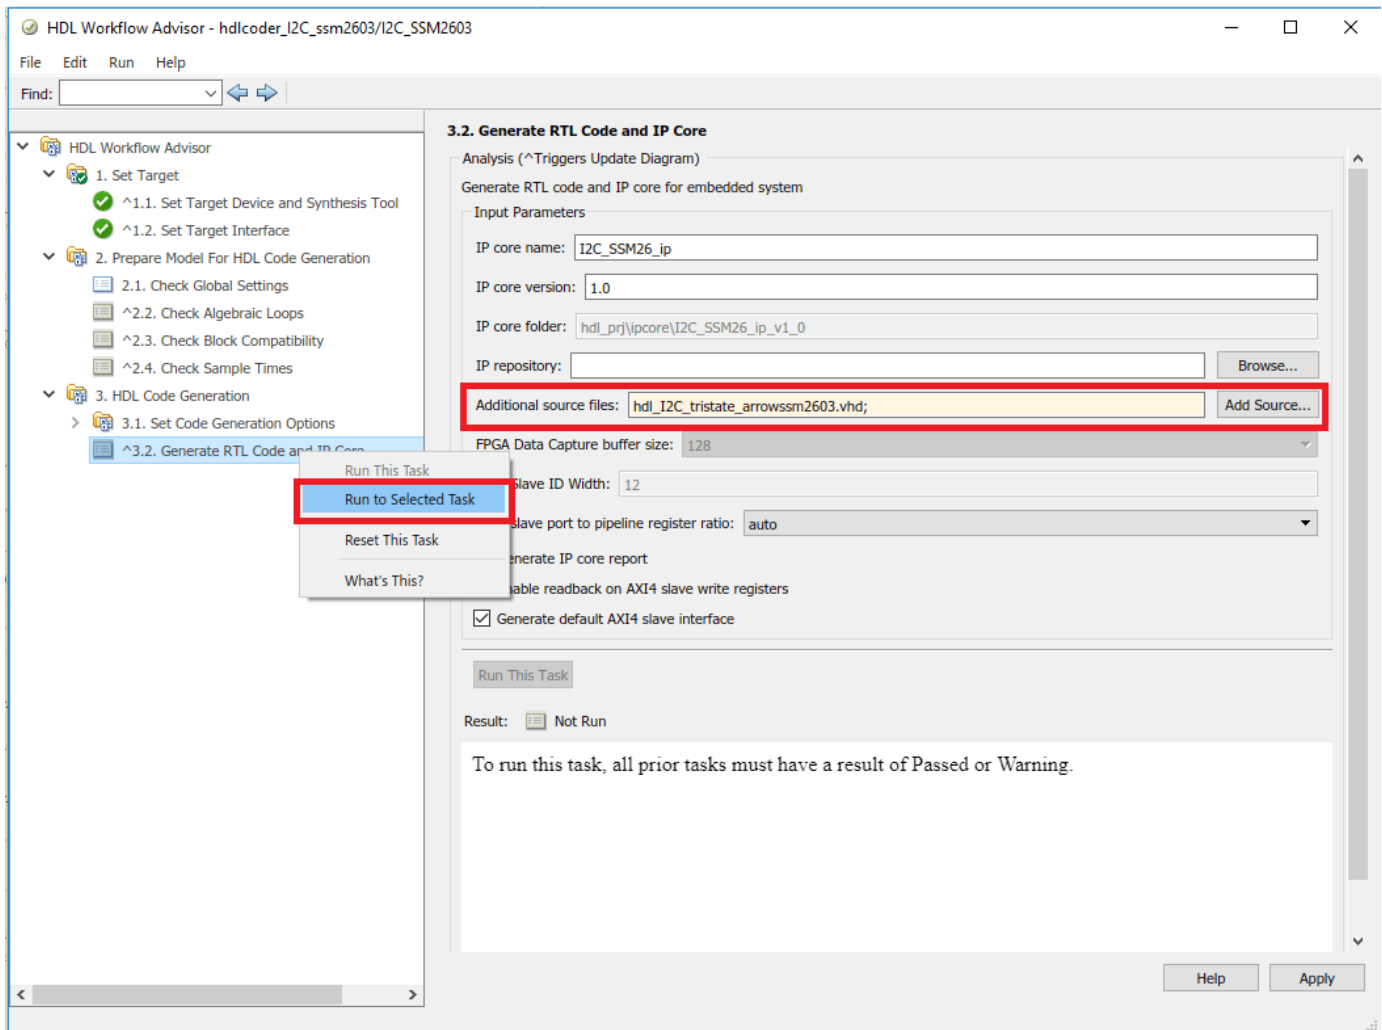 HDL Workflow Advisor - hdlcoder_I2C_ssm2603/I2C_SSM2603
File Edit Run Help
Find:
HDL Workflow Advisor
1. Set Target
^1.1. Set Target Device and Synthesis Tool
^1.2. Set Target Interface
2. Prepare Model For HDL Code Generation
2.1. Check Global Settings
^2.2. Check Algebraic Loops
^2.3. Check Block Compatibility
^2.4. Check Sample Times
3. HDL Code Generation
3.1. Set Code Generation Options
^3.2. Generate RTL Code and IP Core
Run This Task
Run to Selected Task
Reset This Task
What's This?
3.2. Generate RTL Code and IP Core
Analysis (^Triggers Update Diagram)
Generate RTL code and IP core for embedded system
Input Parameters
IP core name: I2C_SSM26_ip
IP core version: 1.0
IP core folder: hdl_prj\ipcore\I2C_SSM26_ip_v1_0
IP repository: Browse...
Additional source files: hdl_I2C_tristate_arrowssm2603.vhd; Add Source...
FPGA Data Capture buffer size: 128
Slave ID Width: 12
slave port to pipeline register ratio: auto
enerate IP core report
nable readback on AXI4 slave write registers
Generate default AXI4 slave interface
Run This Task
Result: Not Run
To run this task, all prior tasks must have a result of Passed or Warning.
Help Apply